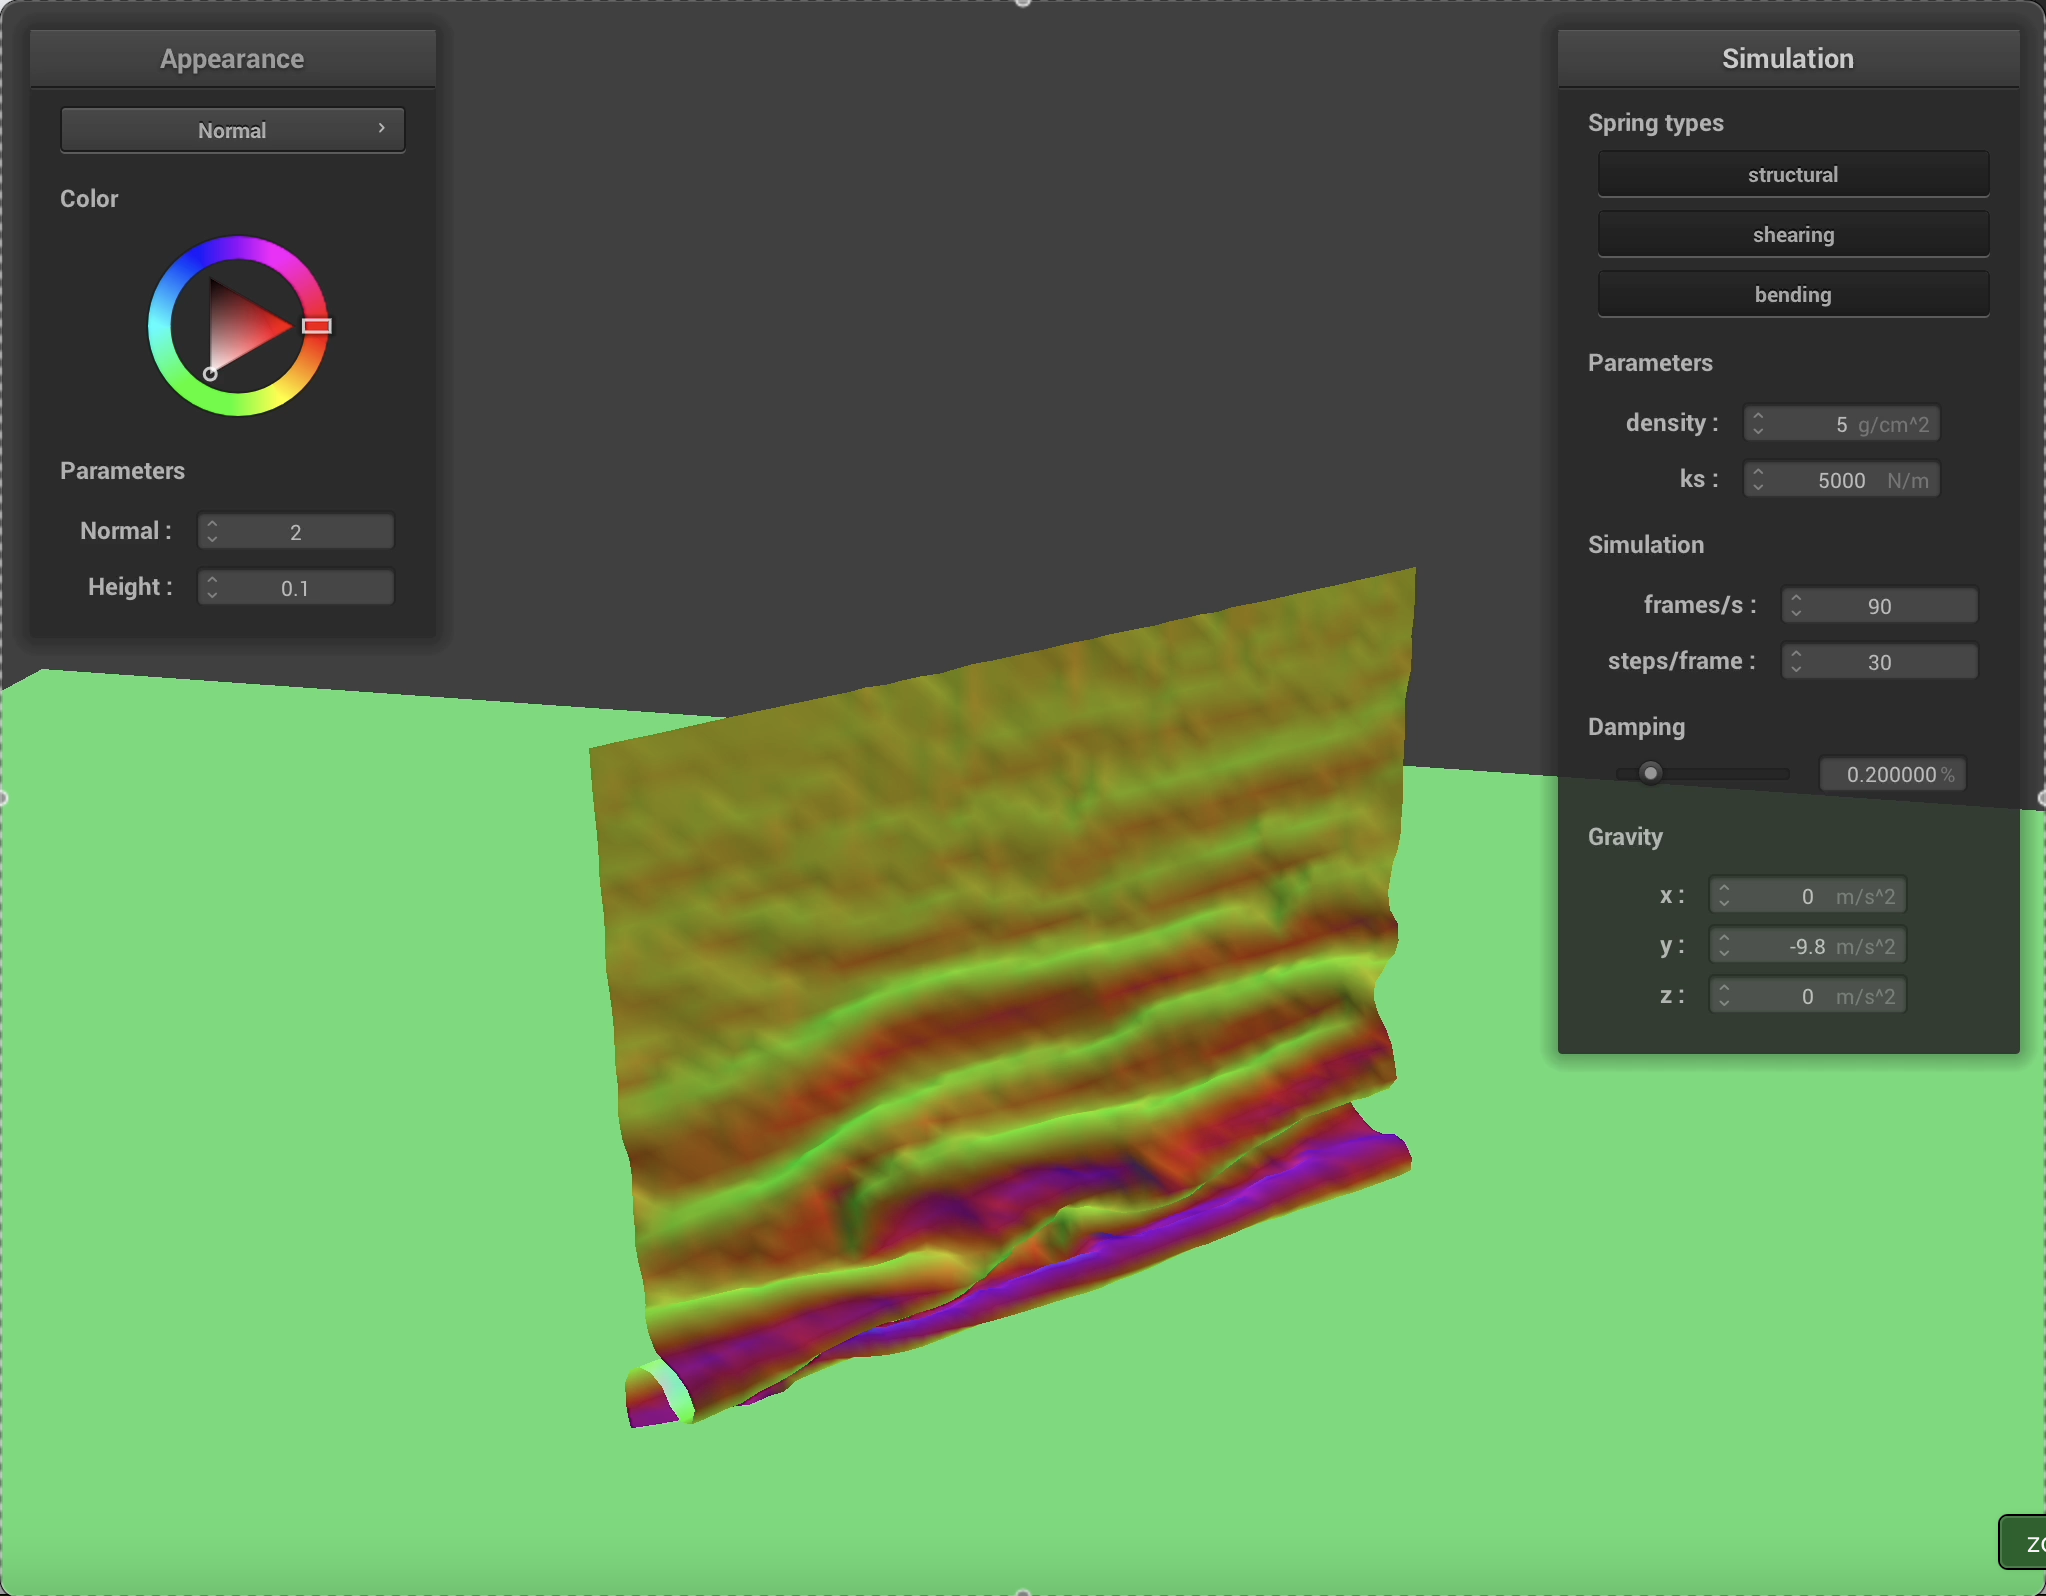 Appearance
Normal
Color
Parameters
Normal :
2
Height :
0.1
Simulation
Spring types
structural
shearing
bending
Parameters
density :
5 g/cm^2
ks :
5000 N/m
Simulation
frames/s :
90
steps/frame :
30
Damping
0.200000 %
Gravity
x :
0 m/s^2
y :
-9.8 m/s^2
z :
0 m/s^2